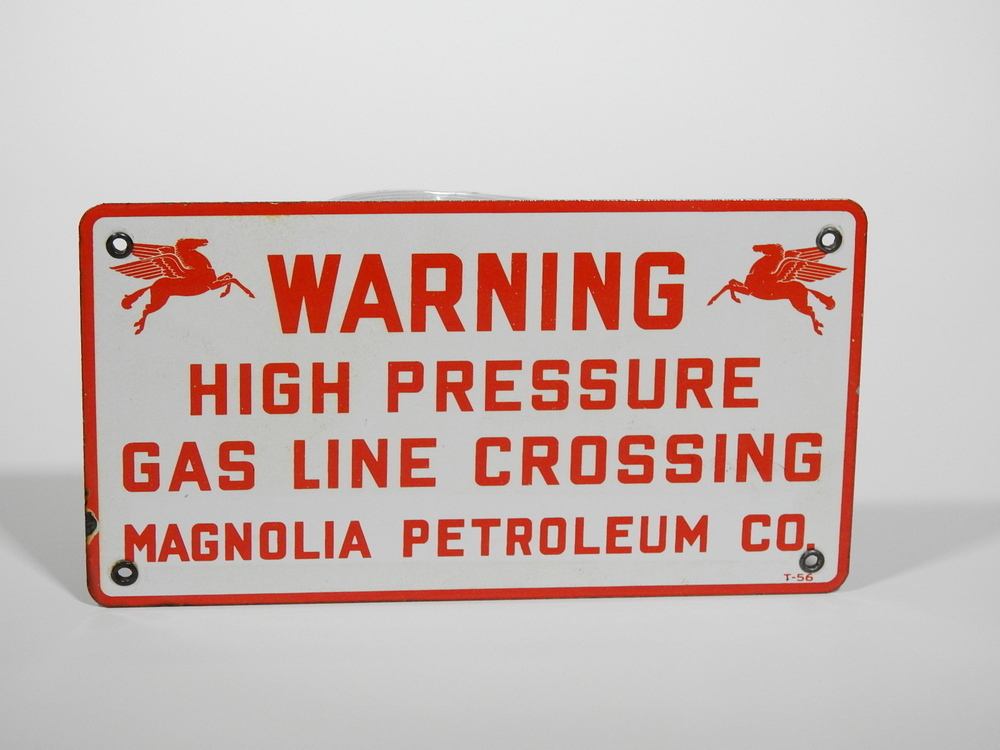 WARNING
HIGH PRESSURE
GAS LINE CROSSING
MAGNOLIA PETROLEUM CO.
T-56